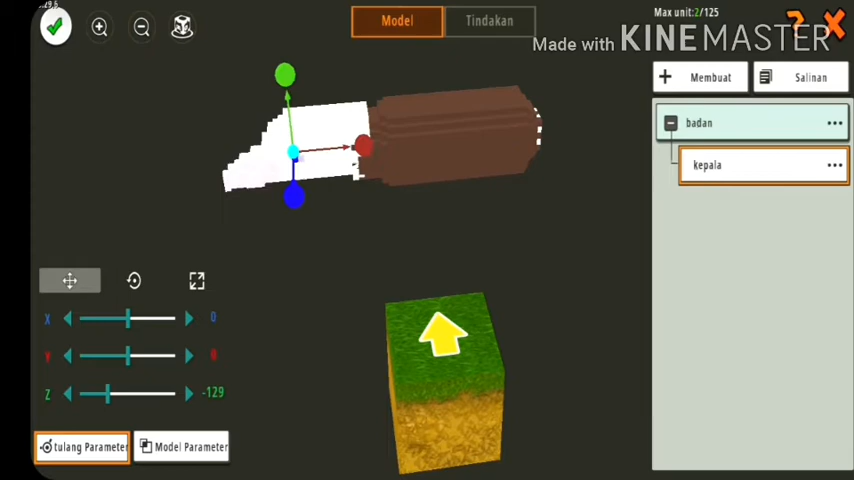 Model
Tindakan
Max unit:2/125
Made with KINEMASTER
Membuat
Salinan
badan
kepala
X
0
Y
0
Z
-129
tulang Parameter
Model Parameter